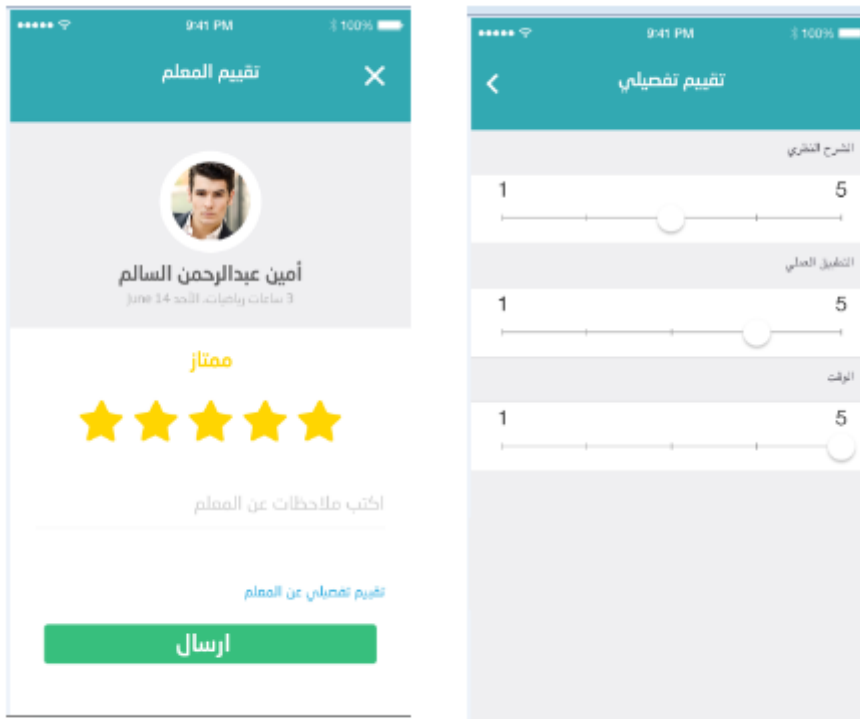 9:41 PM
100%
تقييم المعلم
أمين عبدالرحمن السالم
3 ساعات رياضيات، الأحد 14 June
ممتاز
اكتب ملاحظات عن المعلم
تقييم تفصيلي عن المعلم
ارسال
9:41 PM
100%
تقييم تفصيلي
الشرح النظري
1 5
التطبيق العملي
1 5
الوقت
1 5